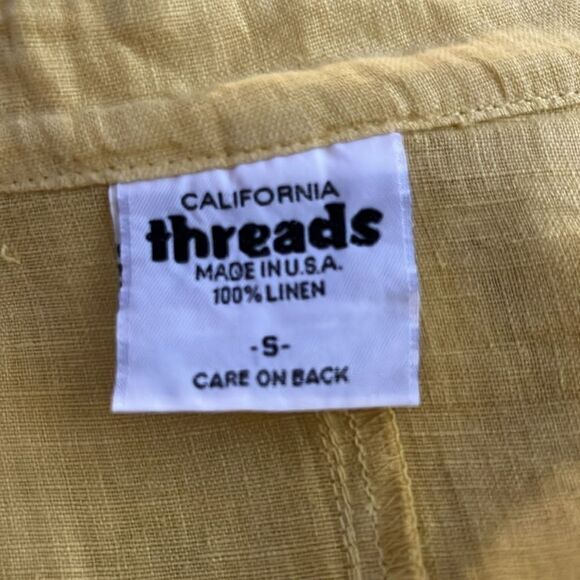 CALIFORNIA
threads
MADE IN U.S.A.
100% LINEN
-S-
CARE ON BACK